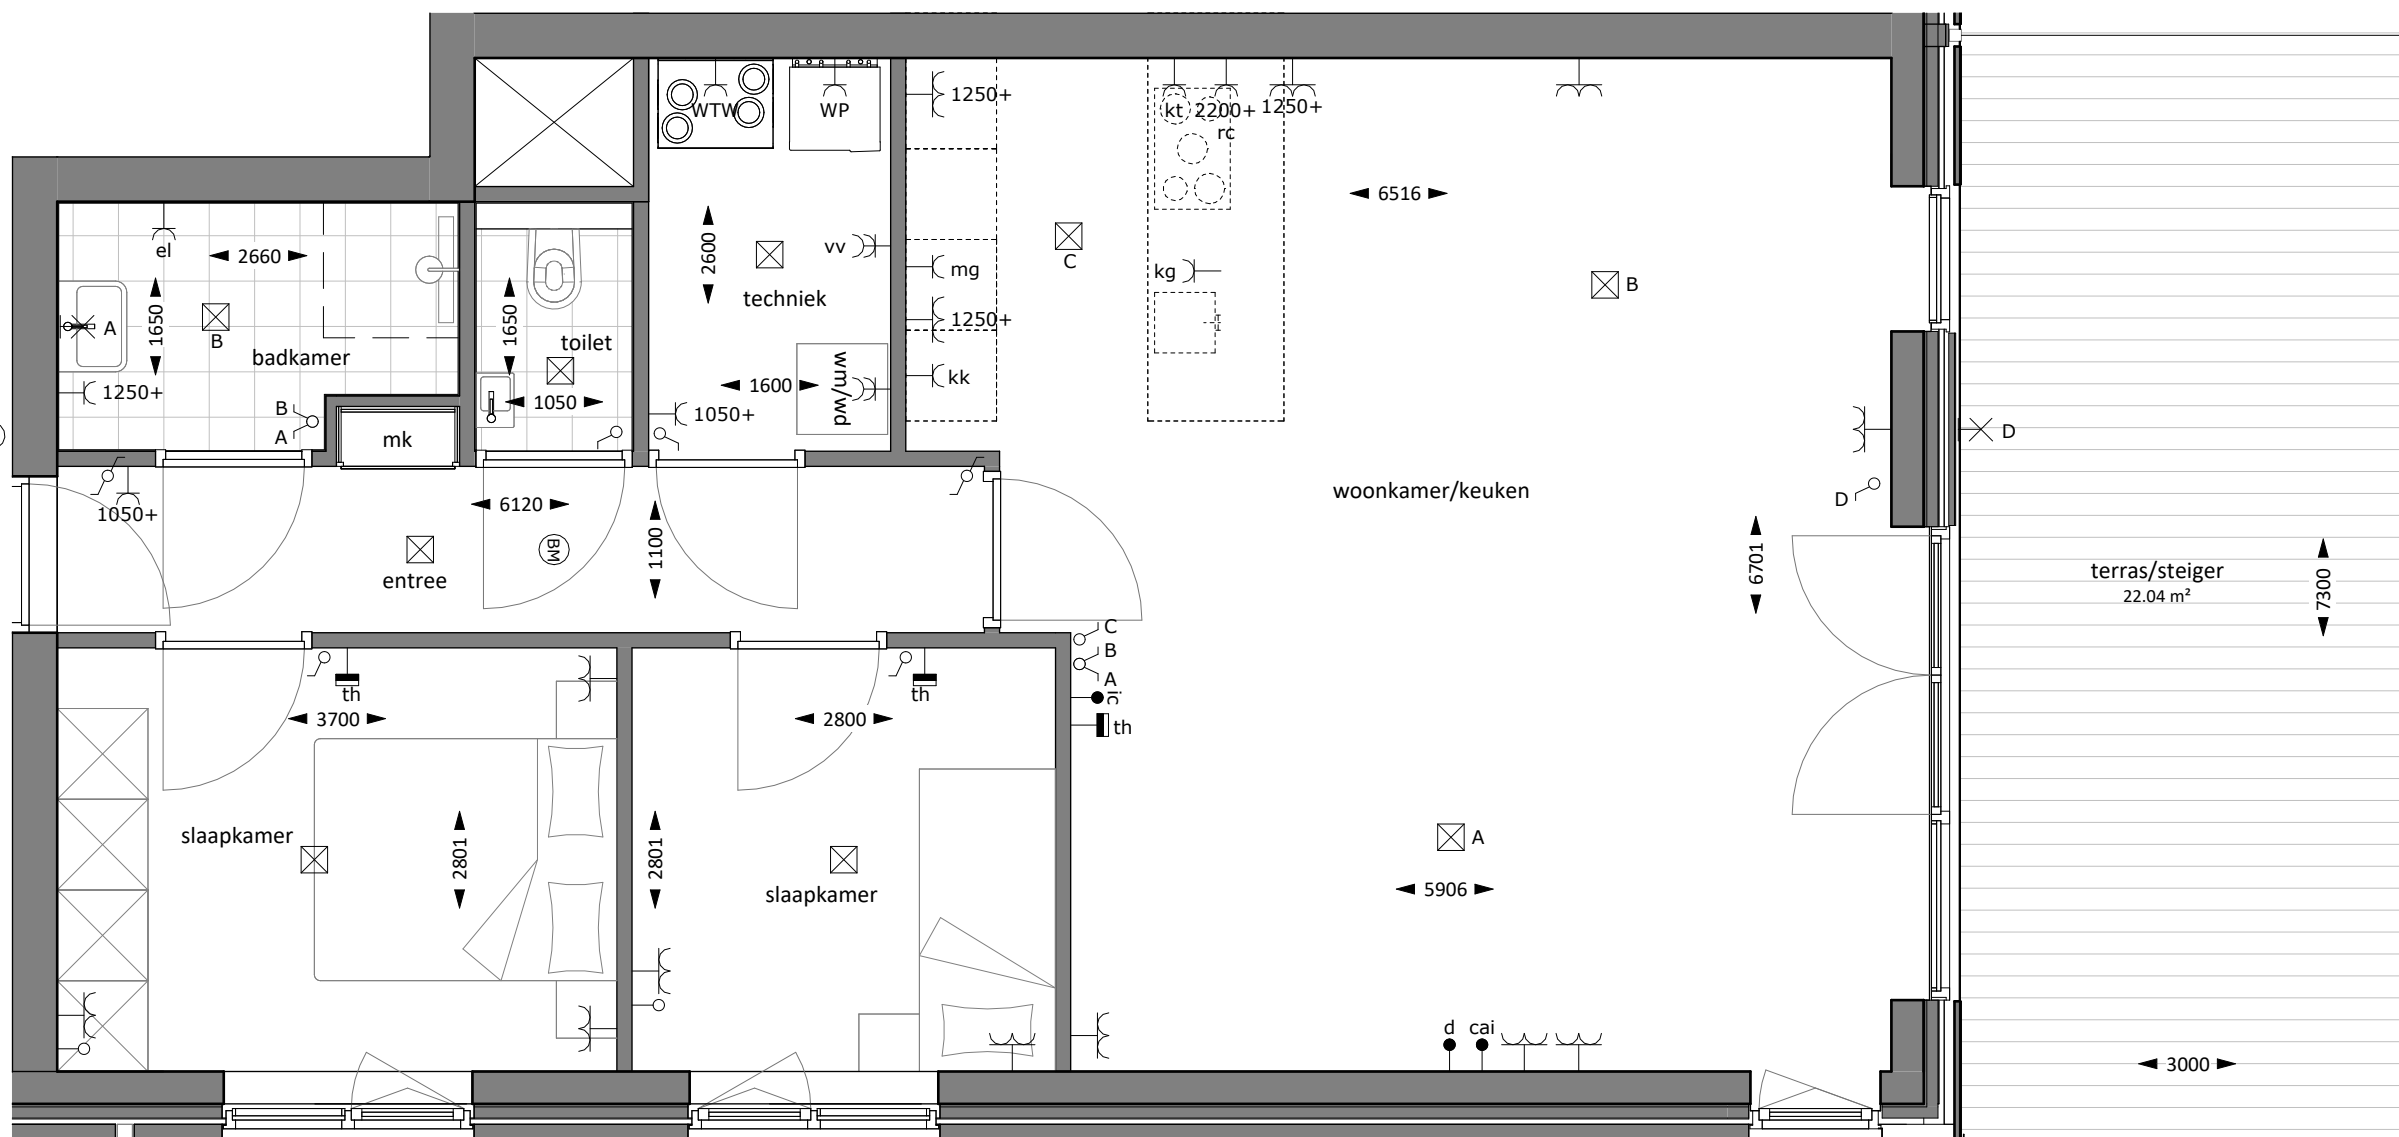 WTW
WP
1250+
kt
2200+
rc
1250+
6516
el
2660
1650
A
B
badkamer
1250+
B
A
mk
1650
toilet
1050
2600
techniek
vv
1600
wm/wd
1050+
mg
1250+
kk
C
kg
B
D
D
woonkamer/keuken
1050+
6120
1100
BM
entree
6701
terras/steiger
22.04 m²
7300
C
B
A
ic
th
th
3700
th
2800
slaapkamer
2801
2801
slaapkamer
A
5906
d
cai
3000